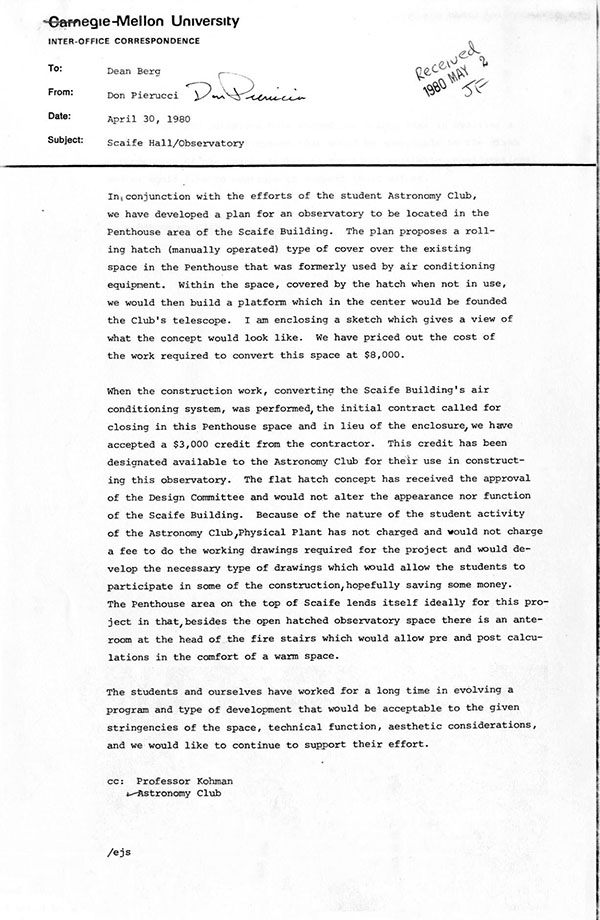 Carnegie-Mellon University
INTER-OFFICE CORRESPONDENCE
To: Dean Berg
From: Don Pierucci Don Pierucci
Date: April 30, 1980
Subject: Scaife Hall/Observatory
Received
1980 MAY 2
JF
In conjunction with the efforts of the student Astronomy Club,
we have developed a plan for an observatory to be located in the
Penthouse area of the Scaife Building. The plan proposes a roll-
ing hatch (manually operated) type of cover over the existing
space in the Penthouse that was formerly used by air conditioning
equipment. Within the space, covered by the hatch when not in use,
we would then build a platform which in the center would be founded
the Club's telescope. I am enclosing a sketch which gives a view of
what the concept would look like. We have priced out the cost of
the work required to convert this space at $8,000.
When the construction work, converting the Scaife Building's air
conditioning system, was performed, the initial contract called for
closing in this Penthouse space and in lieu of the enclosure, we have
accepted a $3,000 credit from the contractor. This credit has been
designated available to the Astronomy Club for their use in construct-
ing this observatory. The flat hatch concept has received the approval
of the Design Committee and would not alter the appearance nor function
of the Scaife Building. Because of the nature of the student activity
of the Astronomy Club, Physical Plant has not charged and would not charge
a fee to do the working drawings required for the project and would de-
velop the necessary type of drawings which would allow the students to
participate in some of the construction, hopefully saving some money.
The Penthouse area on the top of Scaife lends itself ideally for this pro-
ject in that, besides the open hatched observatory space there is an ante-
room at the head of the fire stairs which would allow pre and post calcu-
lations in the comfort of a warm space.
The students and ourselves have worked for a long time in evolving a
program and type of development that would be acceptable to the given
stringencies of the space, technical function, aesthetic considerations,
and we would like to continue to support their effort.
cc: Professor Kohman
Astronomy Club
/ejs